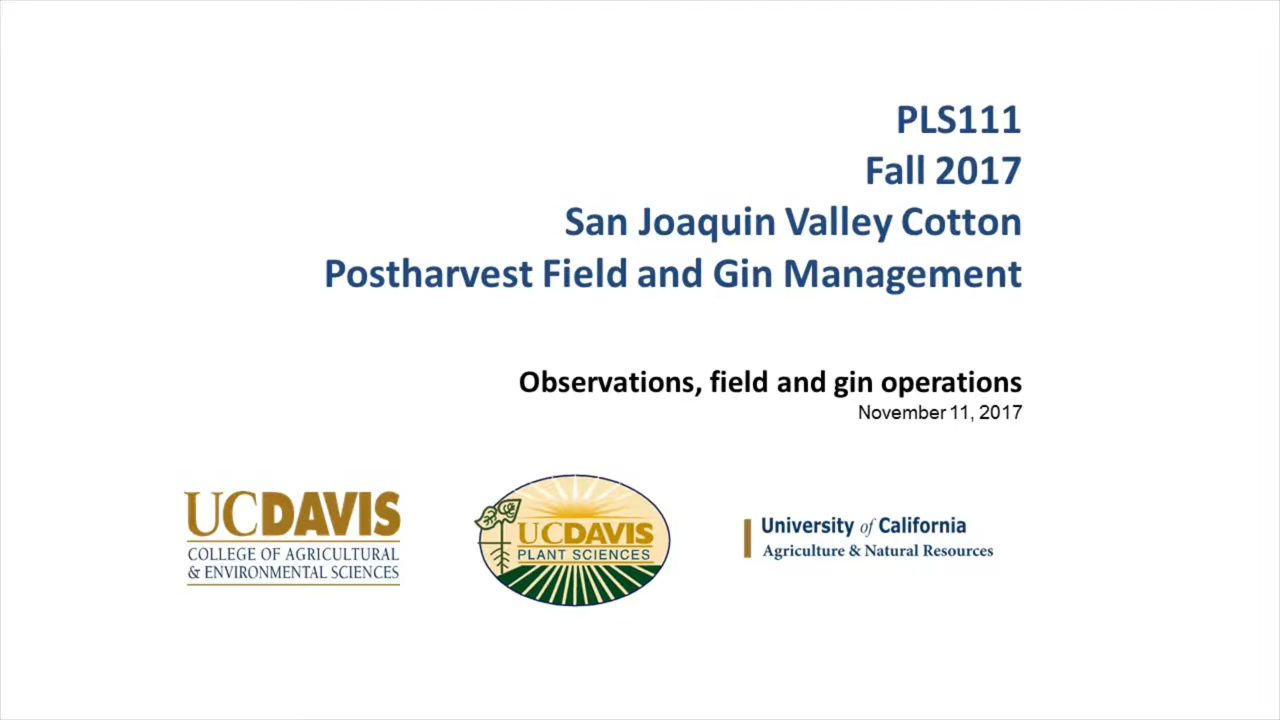 PLS111
Fall 2017
San Joaquin Valley Cotton
Postharvest Field and Gin Management
Observations, field and gin operations
November 11, 2017
UCDAVIS
COLLEGE OF AGRICULTURAL
& ENVIRONMENTAL SCIENCES
UCDAVIS
PLANT SCIENCES
University of California
Agriculture & Natural Resources